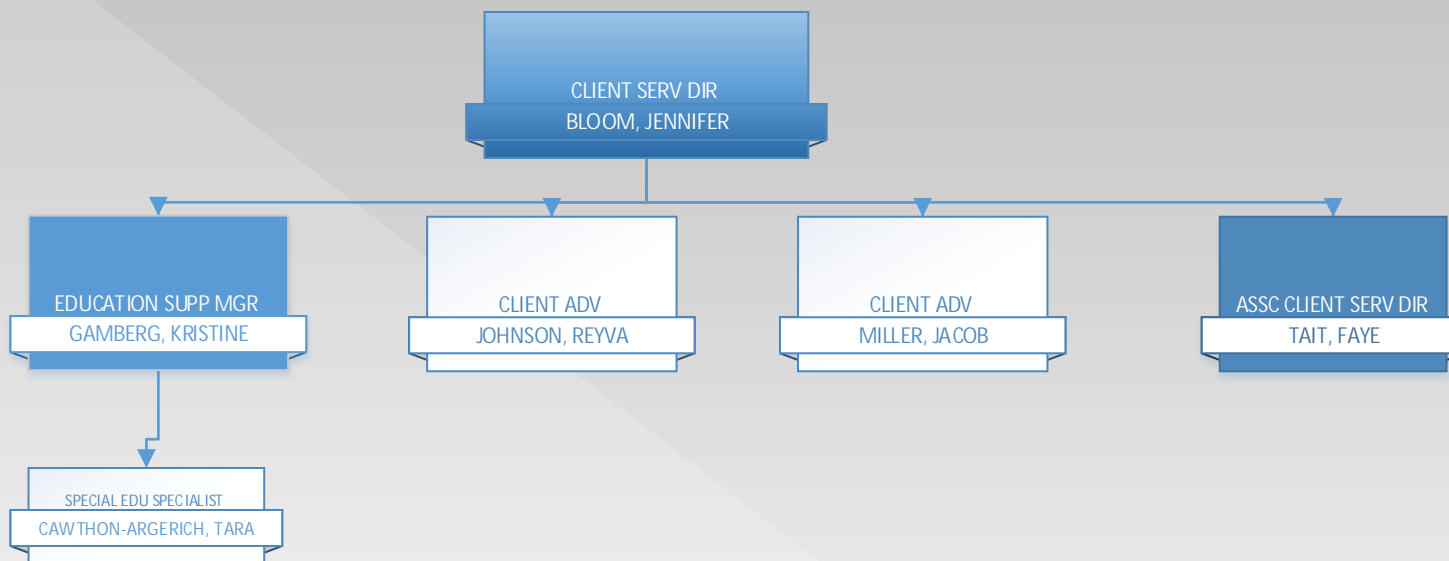 CLIENT SERV DIR
BLOOM, JENNIFER
EDUCATION SUPP MGR
GAMBERG, KRISTINE
CLIENT ADV
JOHNSON, REYVA
CLIENT ADV
MILLER, JACOB
ASSC CLIENT SERV DIR
TAIT, FAYE
SPECIAL EDU SPECIALIST
CAWTHON-ARGERICH, TARA